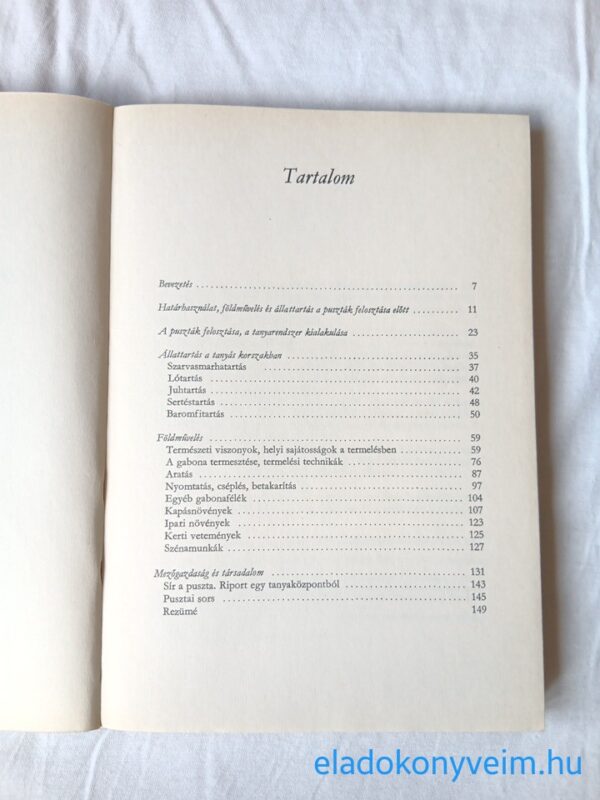 Tartalom
Bevezetés . . . . . . . . . . 7
Határhasználat, földművelés és állattartás a puszták felosztása előtt . . . . . . . . . . 11
A puszták felosztása, a tanyarendszer kialakulása . . . . . . . . . . 23
Állattartás a tanyás korszakban . . . . . . . . . . 35
Szarvasmarhatartás . . . . . . . . . . 37
Lótartás . . . . . . . . . . 40
Juhtartás . . . . . . . . . . 42
Sertéstartás . . . . . . . . . . 48
Baromfitartás . . . . . . . . . . 50
Földművelés . . . . . . . . . . 59
Természeti viszonyok, helyi sajátosságok a termelésben . . . . . . . . . . 59
A gabona termesztése, termelési technikák . . . . . . . . . . 76
Aratás . . . . . . . . . . 87
Nyomtatás, cséplés, betakarítás . . . . . . . . . . 97
Egyéb gabonafélék . . . . . . . . . . 104
Kapásnövények . . . . . . . . . . 107
Ipari növények . . . . . . . . . . 123
Kerti vetemények . . . . . . . . . . 125
Szénamunkák . . . . . . . . . . 127
Mezőgazdaság és társadalom . . . . . . . . . . 131
Sír a puszta. Riport egy tanyaközpontból . . . . . . . . . . 143
Pusztai sors . . . . . . . . . . 145
Rezümé 149
eladokonyveim.hu